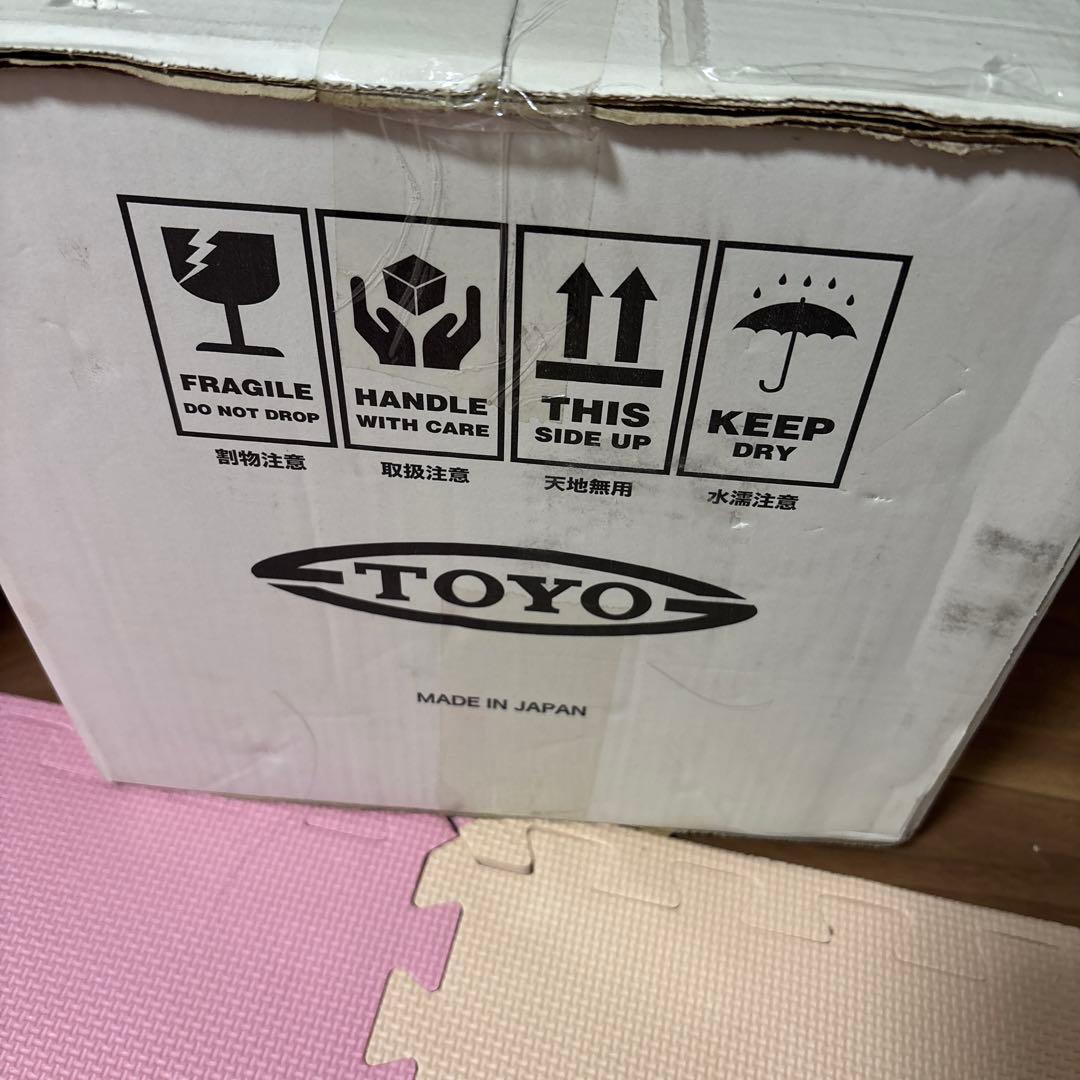 FRAGILE
DO NOT DROP
割物注意
HANDLE
WITH CARE
取扱注意
THIS
SIDE UP
天地無用
KEEP
DRY
水濡注意
TOYO
MADE IN JAPAN